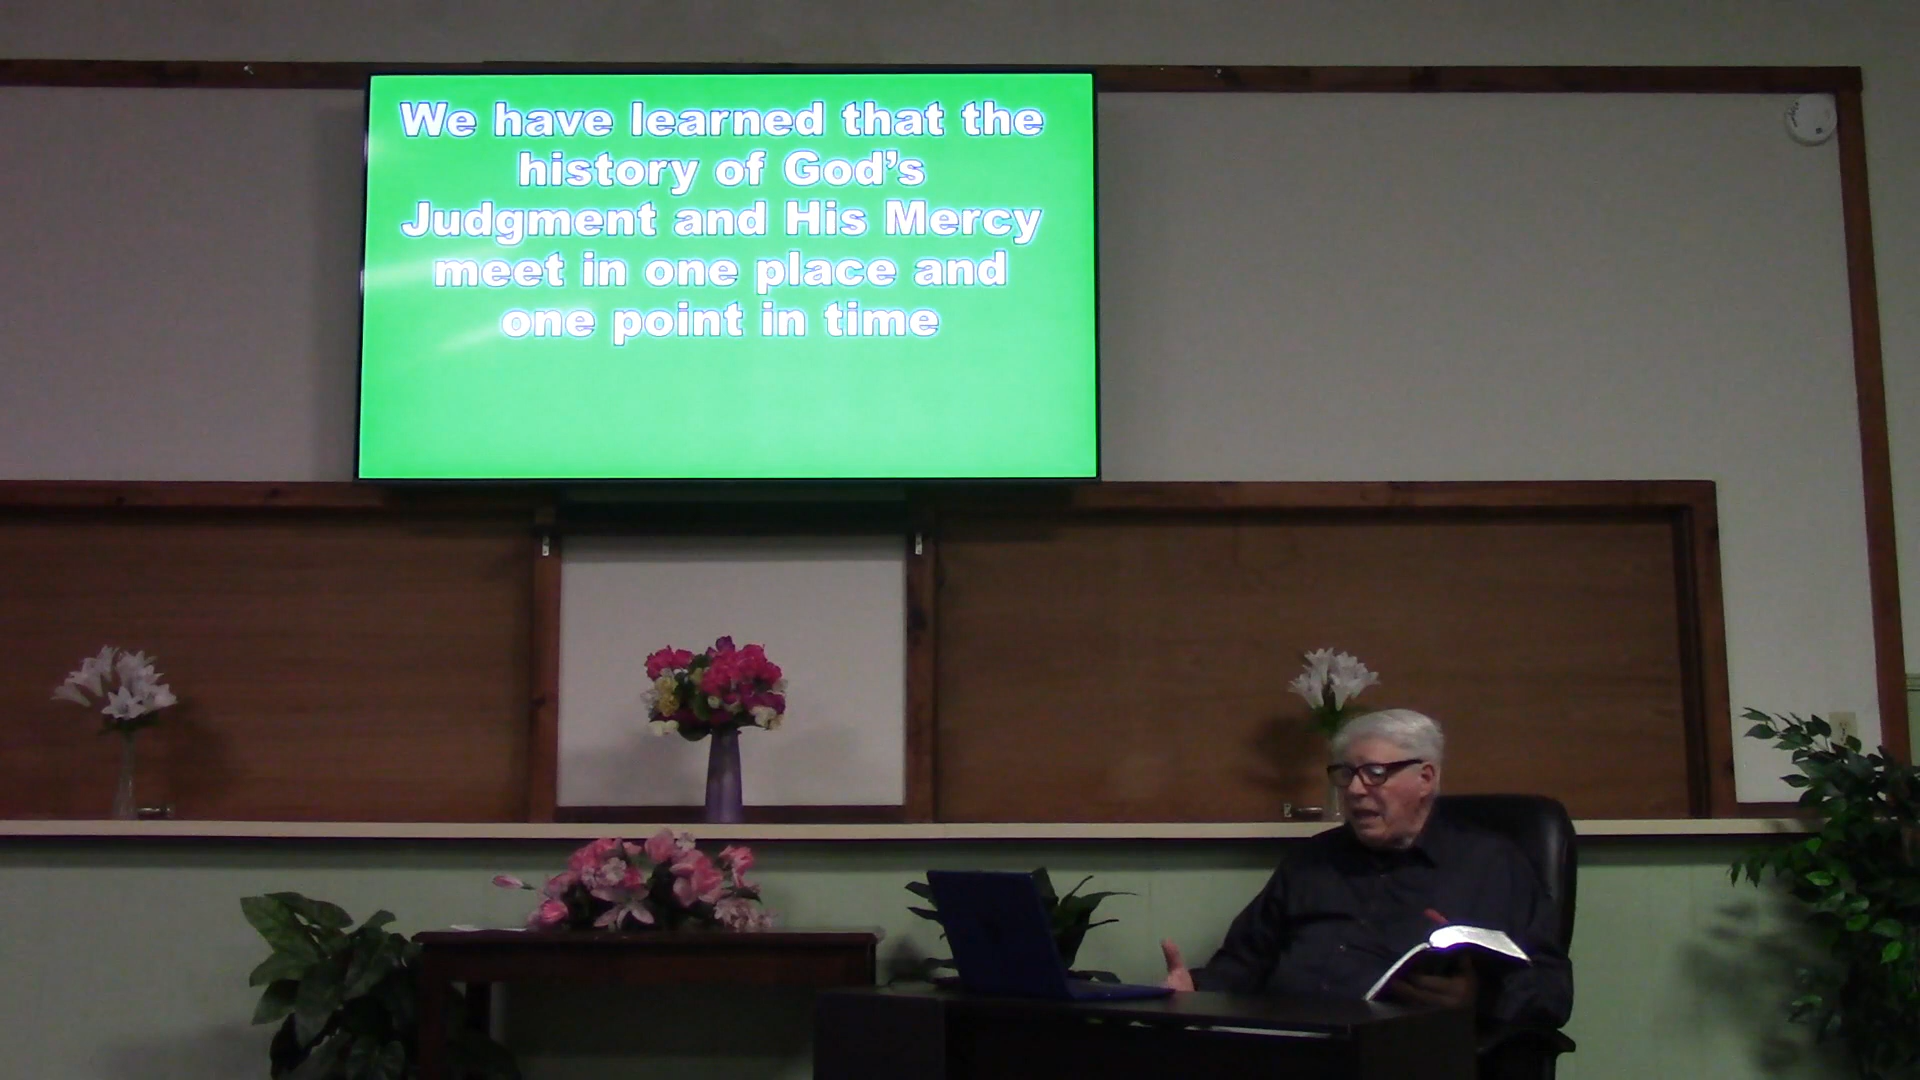 We have learned that the
history of God’s
Judgment and His Mercy
meet in one place and
one point in time